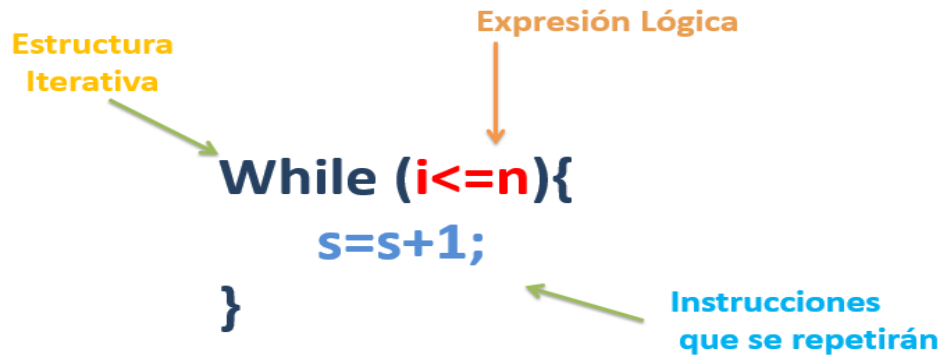 Expresión Lógica
Estructura
Iterativa
While (i<=n){
s=s+1;
}
Instrucciones
que se repetirán